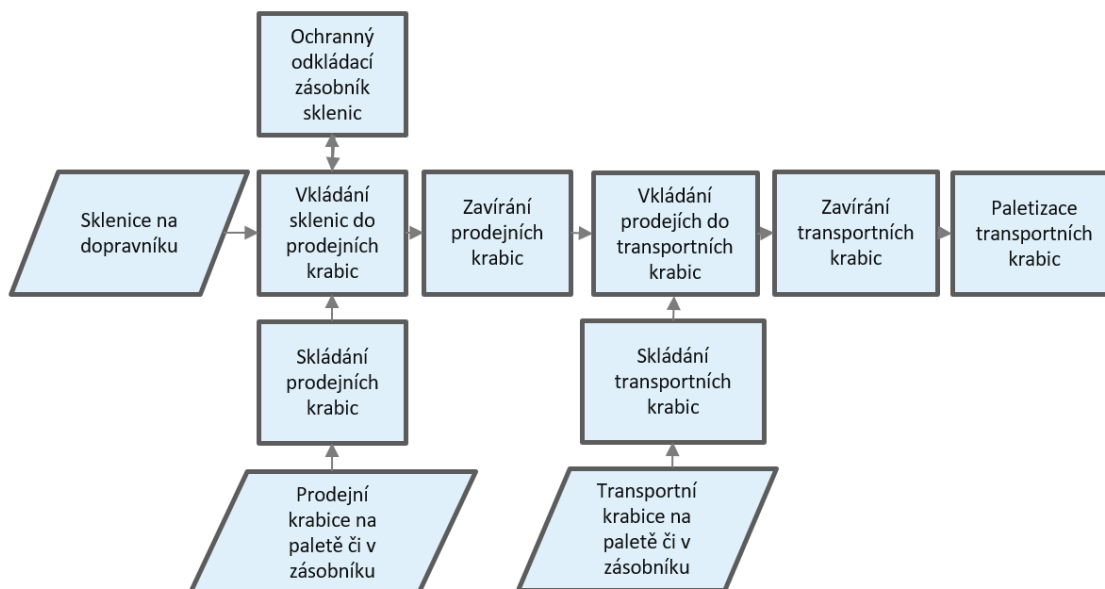 Ochranný
odkládací
zásobník
sklenic
Sklenice na
dopravníku
Vkládání
sklenic do
prodejních
krabic
Zavírání
prodejních
krabic
Vkládání
prodejích do
transportních
krabic
Zavírání
transportních
krabic
Paletizace
transportních
krabic
Skládání
prodejních
krabic
Skládání
transportních
krabic
Prodejní
krabice na
paletě či v
zásobníku
Transportní
krabice na
paletě či v
zásobníku